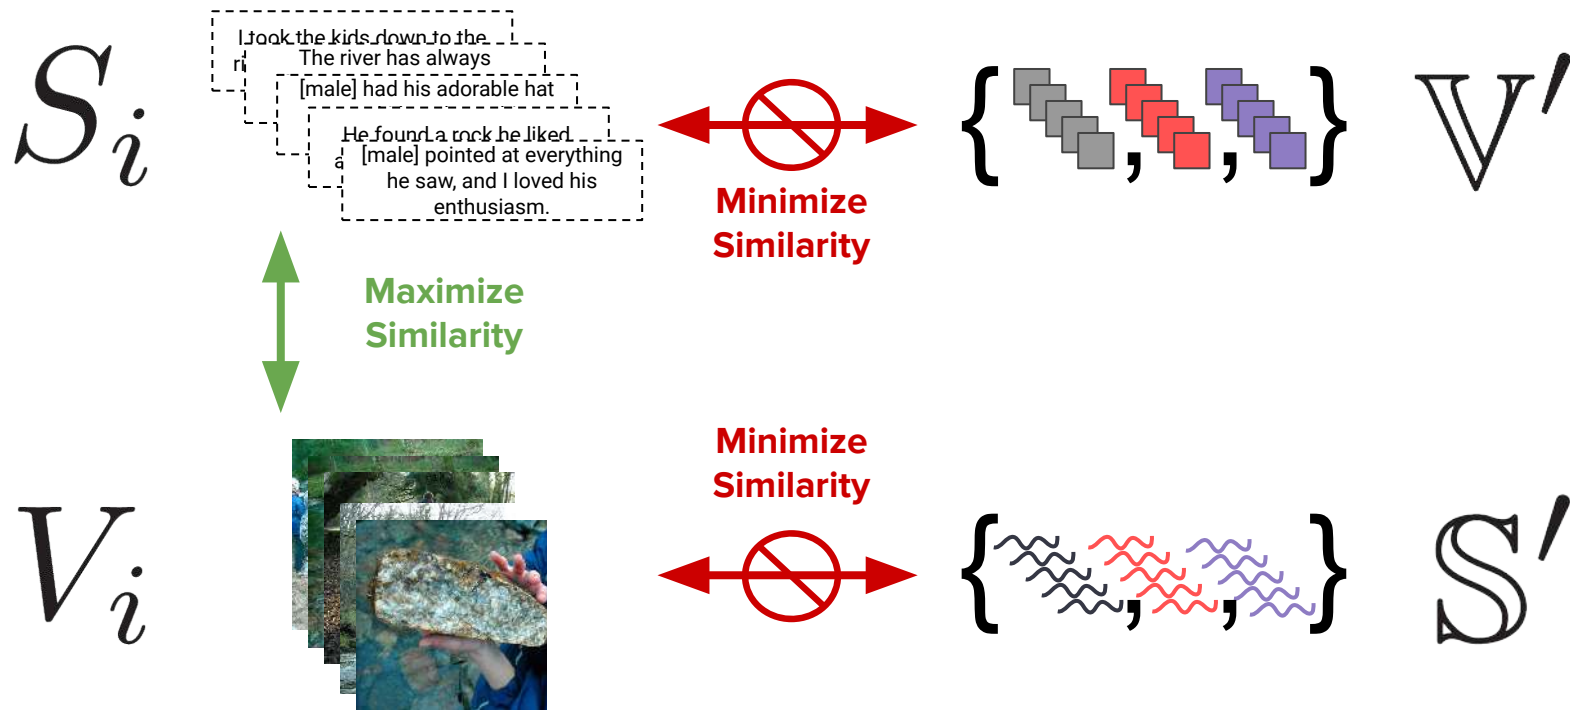 S_i
I took the kids down to the
The river has always
[male] had his adorable hat
He found a rock he liked
[male] pointed at everything
he saw, and I loved his
enthusiasm.
Minimize
Similarity
{ , , }
𝕍′
Maximize
Similarity
V_i
Minimize
Similarity
{ , , }
𝕊′